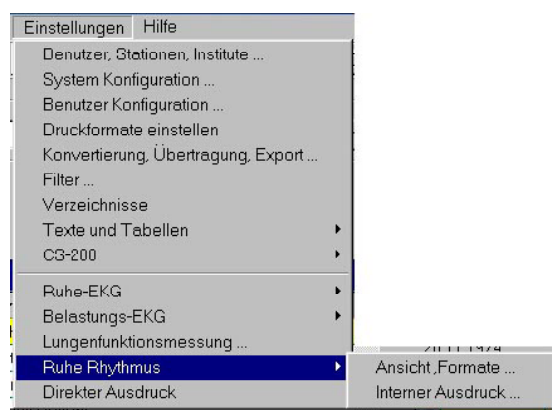 Einstellungen Hilfe
Benutzer, Stationen, Institute ...
System Konfiguration ...
Benutzer Konfiguration ...
Druckformate einstellen
Konvertierung, Übertragung, Export ...
Filter ...
Verzeichnisse
Texte und Tabellen
CS-200
Ruhe-EKG
Belastungs-EKG
Lungenfunktionsmessung ...
Ruhe Rhythmus
Ansicht ,Formate ...
Direkter Ausdruck
Interner Ausdruck ...